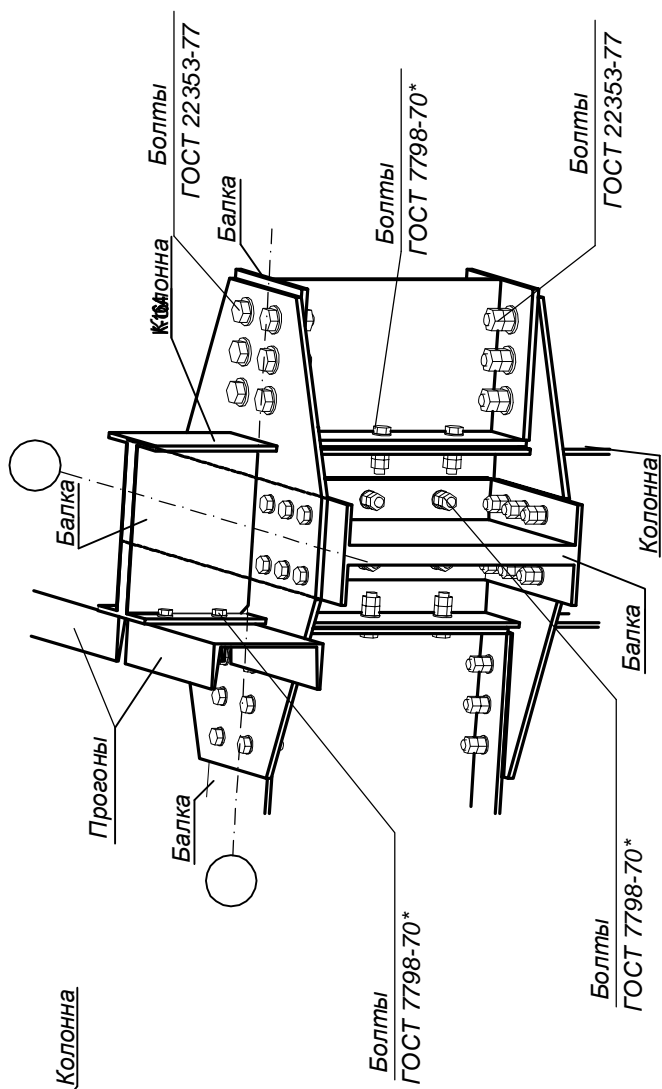 Колонна
Прогоны
Балка
Балка
Колонна
Балка
Болты
ГОСТ 22353-77
Болты
ГОСТ 7798-70*
Болты
ГОСТ 22353-77
Колонна
Балка
Болты
ГОСТ 7798-70*
Болты
ГОСТ 7798-70*